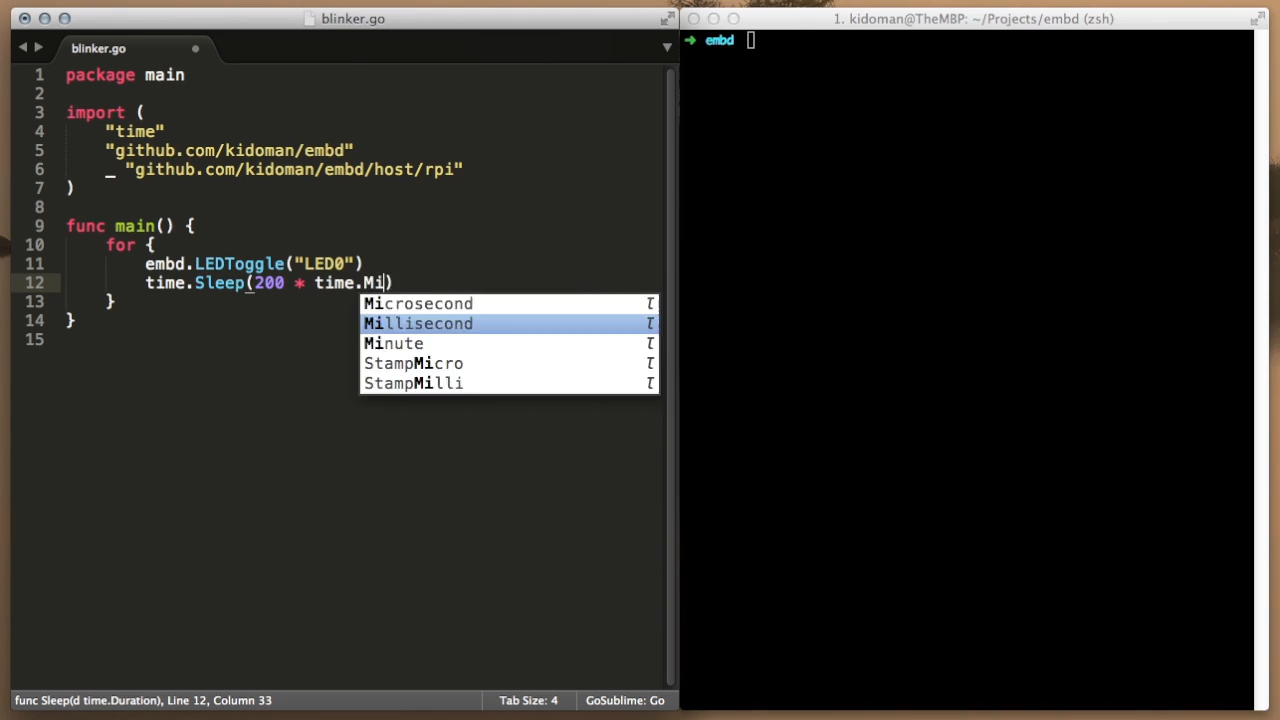 blinker.go
blinker.go
1 package main
2
3 import (
4 "time"
5 "github.com/kidoman/embd"
6 _ "github.com/kidoman/embd/host/rpi"
7 )
8
9 func main() {
10 for {
11 embd.LEDToggle("LED0")
12 time.Sleep(200 * time.Mi)
13 }
14 }
15
Microsecond τ
Millisecond τ
Minute τ
StampMicro τ
StampMilli τ
func Sleep(d time.Duration), Line 12, Column 33 Tab Size: 4 GoSublime: Go
1. kidoman@TheMBP: ~/Projects/embd (zsh)
➜ embd